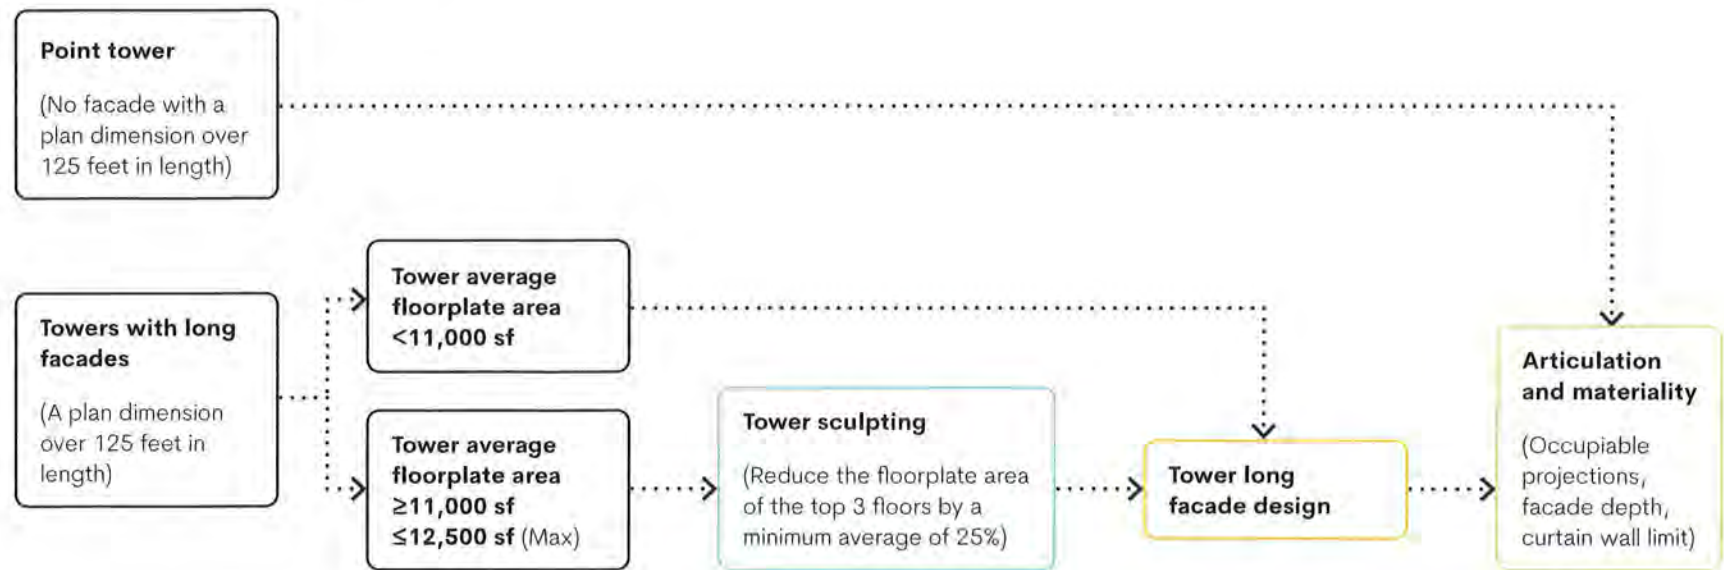 Point tower
(No facade with a
plan dimension over
125 feet in length)
Towers with long
facades
(A plan dimension
over 125 feet in
length)
Tower average
floorplate area
<11,000 sf
Tower average
floorplate area
≥11,000 sf
≤12,500 sf (Max)
Tower sculpting
(Reduce the floorplate area
of the top 3 floors by a
minimum average of 25%)
Tower long
facade design
Articulation
and materiality
(Occupiable
projections,
facade depth,
curtain wall limit)